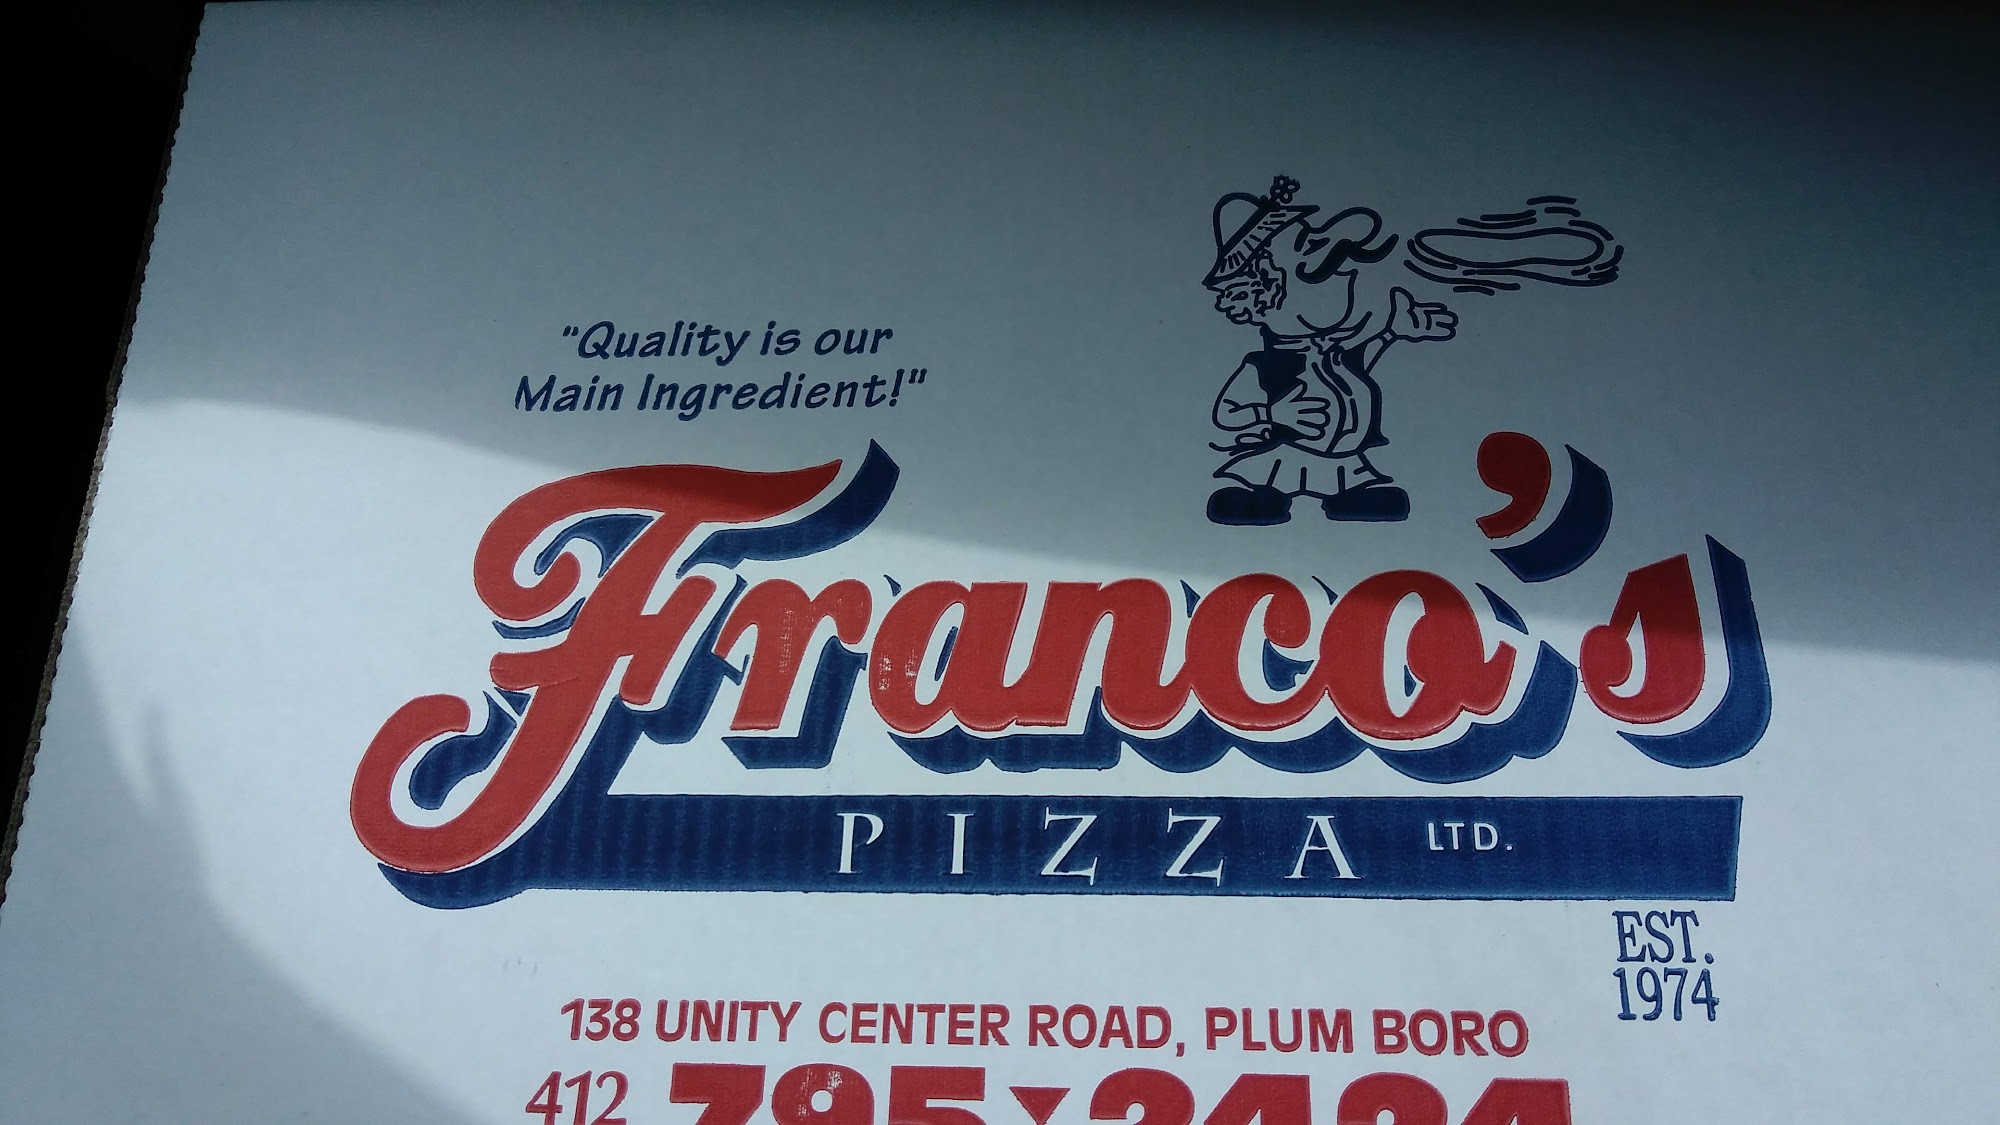 "Quality is our
Main Ingredient!"
Franco's
PIZZA LTD.
EST.
1974
138 UNITY CENTER ROAD, PLUM BORO
412